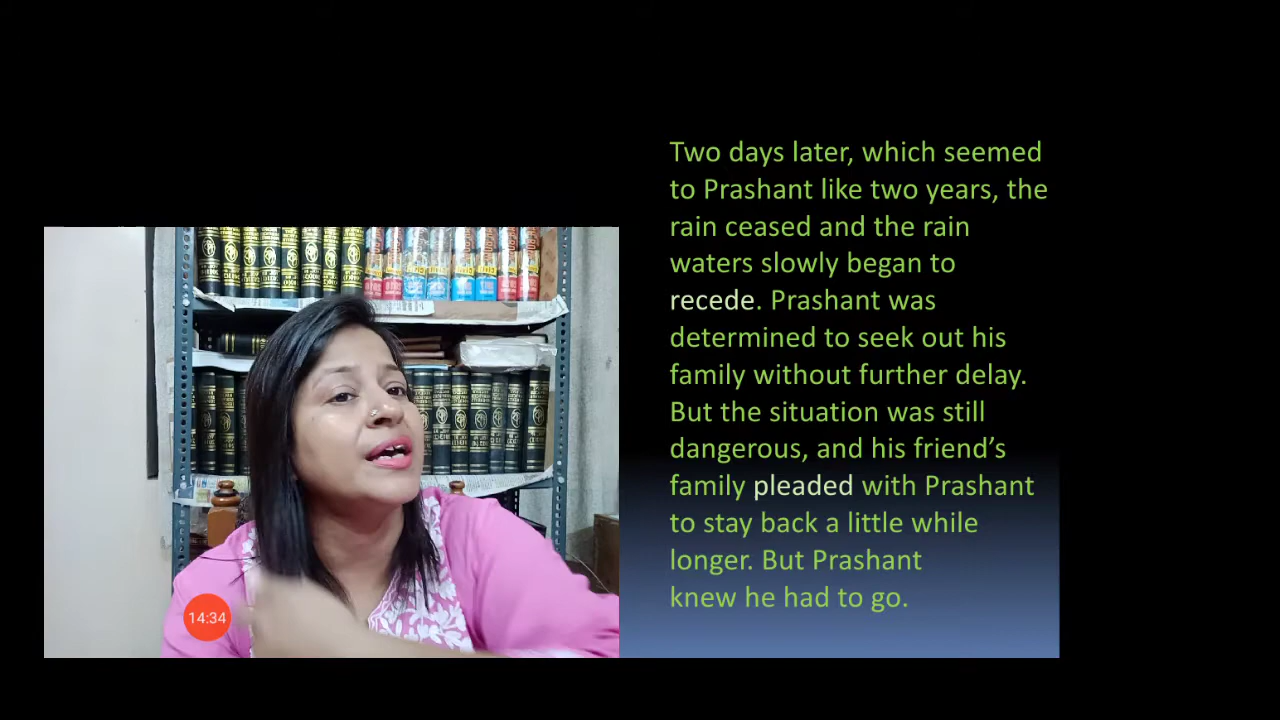 Two days later, which seemed
to Prashant like two years, the
rain ceased and the rain
waters slowly began to
recede. Prashant was
determined to seek out his
family without further delay.
But the situation was still
dangerous, and his friend’s
family pleaded with Prashant
to stay back a little while
longer. But Prashant
knew he had to go.
14:34